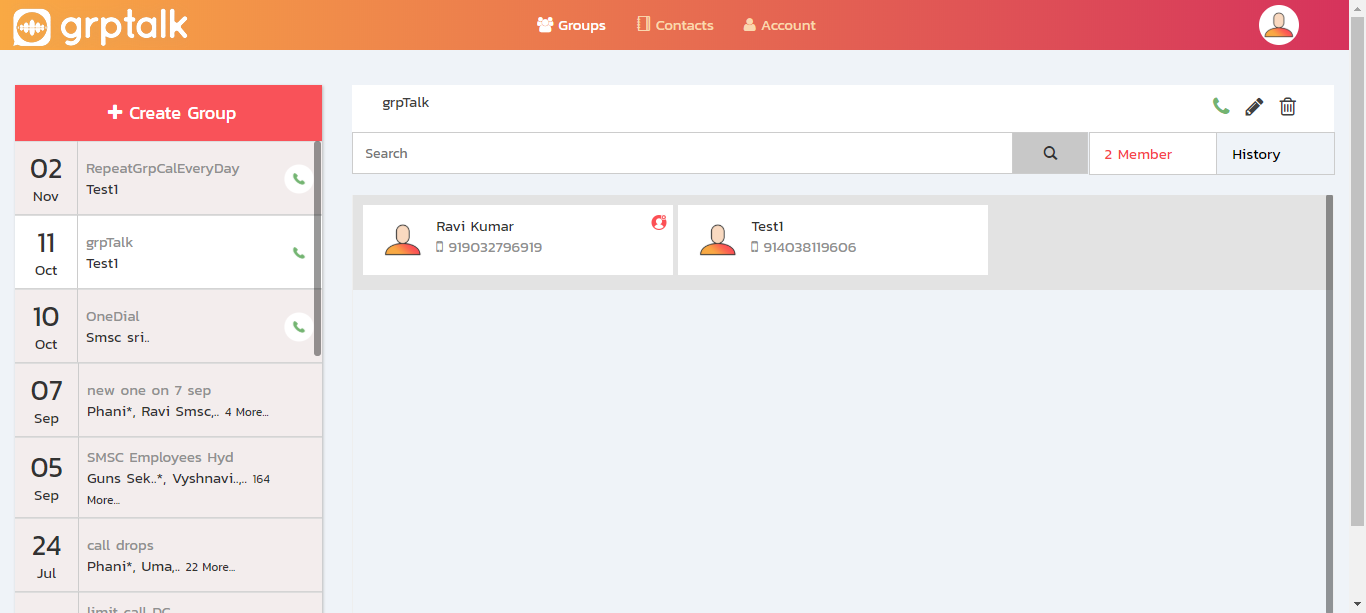 grptalk
Groups
Contacts
Account
Create Group
02
Nov
RepeatGrpCalEveryDay
Test1
11
Oct
grpTalk
Test1
10
Oct
OneDial
Smsc sri..
07
Sep
new one on 7 sep
Phani*, Ravi Smsc,.. 4 More...
05
Sep
SMSC Employees Hyd
Guns Sek..*, Vyshnavi..,.. 164
More...
24
Jul
call drops
Phani*, Uma,.. 22 More...
limit call DC
grpTalk
Search
2 Member
History
Ravi Kumar
919032796919
Test1
914038119606